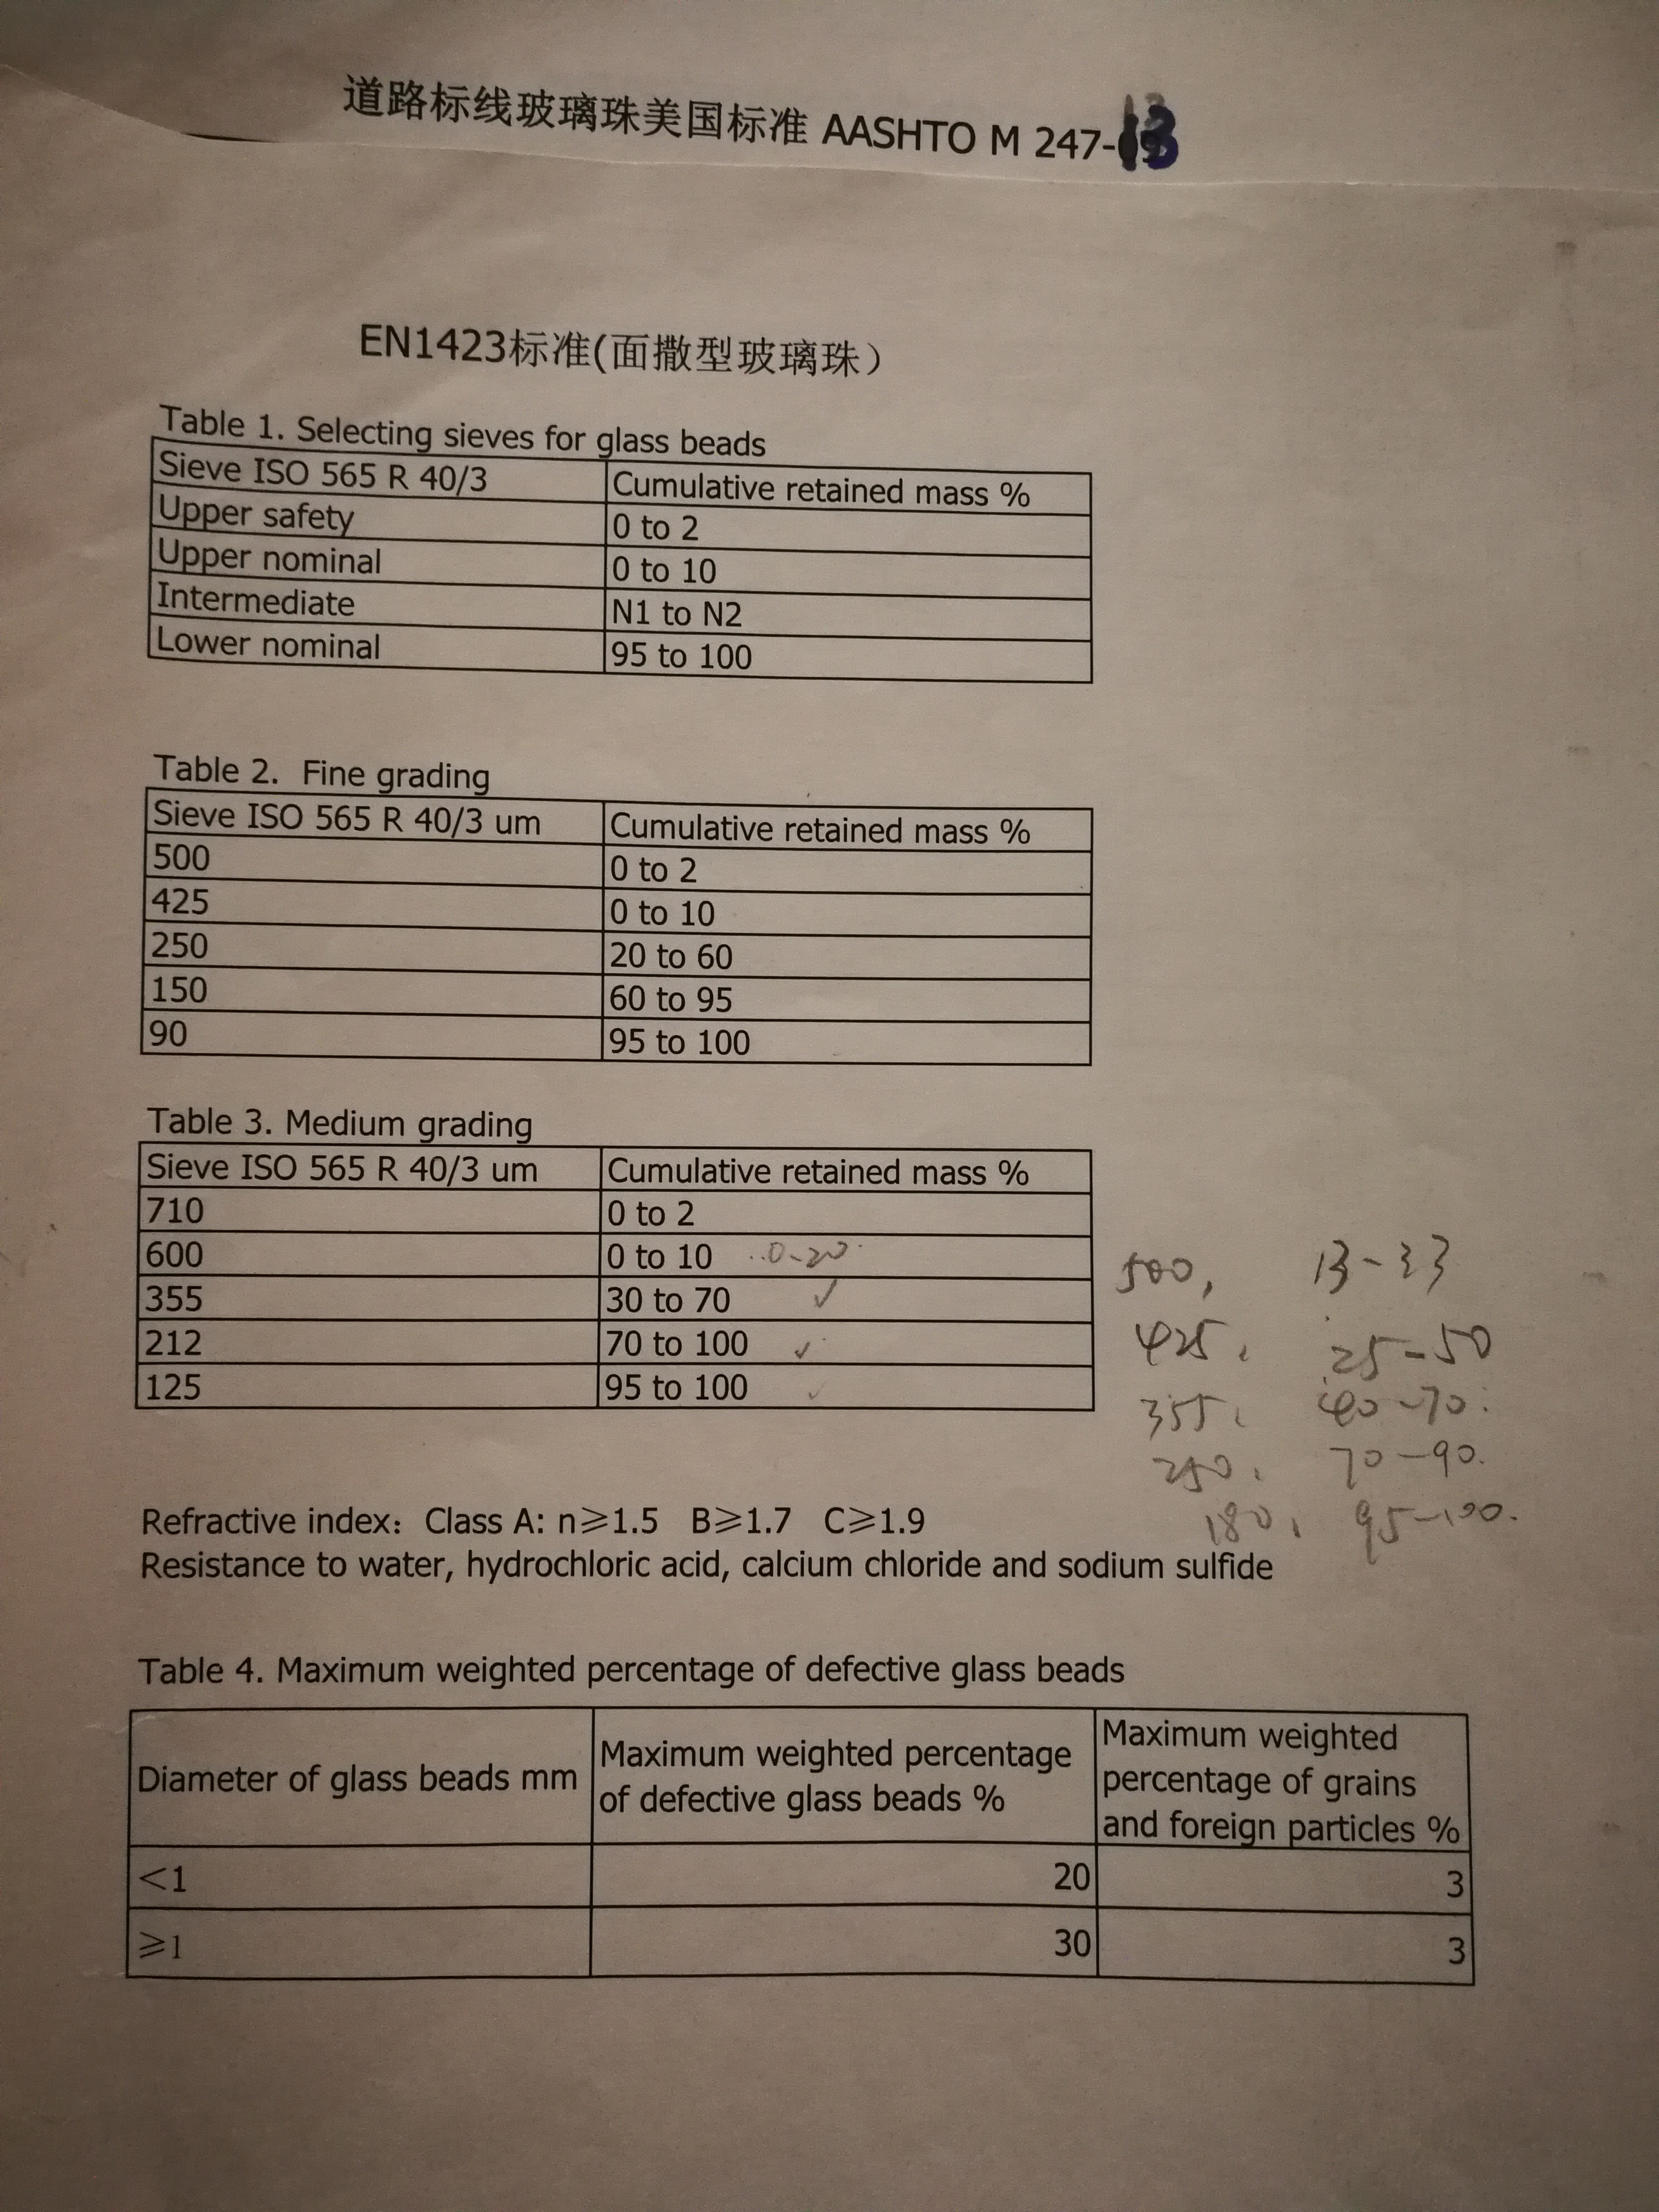 道路标线玻璃珠美国标准 AASHTO M 247-13
EN1423标准(面撒型玻璃珠）
Table 1. Selecting sieves for glass beads
Sieve ISO 565 R 40/3 Cumulative retained mass %
Upper safety 0 to 2
Upper nominal 0 to 10
Intermediate N1 to N2
Lower nominal 95 to 100
Table 2. Fine grading
Sieve ISO 565 R 40/3 um Cumulative retained mass %
500 0 to 2
425 0 to 10
250 20 to 60
150 60 to 95
90 95 to 100
Table 3. Medium grading
Sieve ISO 565 R 40/3 um Cumulative retained mass %
710 0 to 2
600 0 to 10 0-20
355 30 to 70 ✓
212 70 to 100 ✓
125 95 to 100 ✓
500, 13-33
425, 25-50
355, 40-70
250, 70-90.
180, 95-100.
Refractive index： Class A: n≥1.5 B≥1.7 C≥1.9
Resistance to water, hydrochloric acid, calcium chloride and sodium sulfide
Table 4. Maximum weighted percentage of defective glass beads
Diameter of glass beads mm Maximum weighted percentage of defective glass beads % Maximum weighted percentage of grains and foreign particles %
<1 20 3
≥1 30 3